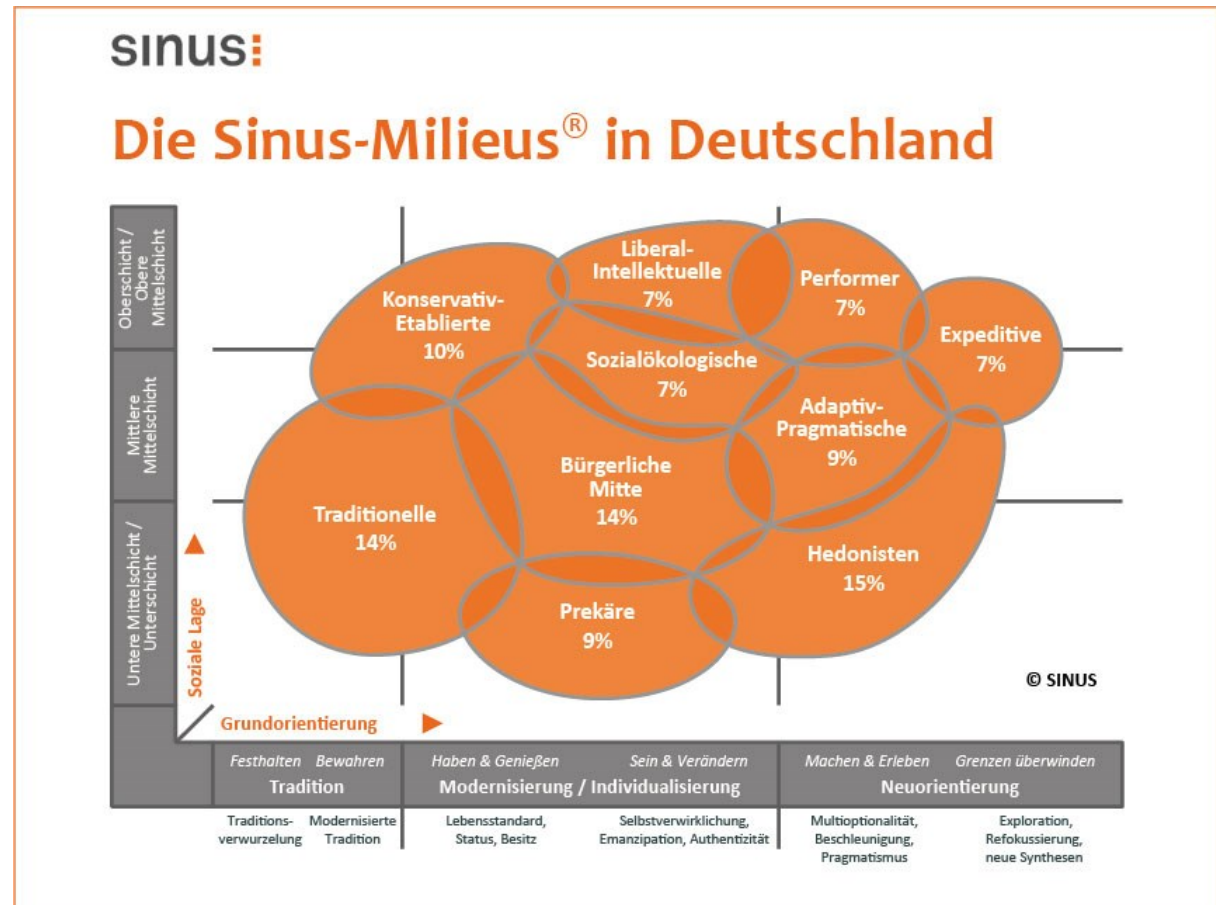 sinus
Die Sinus-Milieus® in Deutschland
Oberschicht /
Obere
Mittelschicht
Mittlere
Mittelschicht
Untere Mittelschicht /
Unterschicht
Soziale Lage
Konservativ-
Etablierte
10%
Liberal-
Intellektuelle
7%
Performer
7%
Expeditive
7%
Sozialökologische
7%
Adaptiv-
Pragmatische
9%
Traditionelle
14%
Bürgerliche
Mitte
14%
Hedonisten
15%
Prekäre
9%
© SINUS
Grundorientierung
Festhalten Bewahren
Tradition
Haben & Genießen Sein & Verändern
Modernisierung / Individualisierung
Machen & Erleben Grenzen überwinden
Neuorientierung
Traditions-
verwurzelung
Modernisierte
Tradition
Lebensstandard,
Status, Besitz
Selbstverwirklichung,
Emanzipation, Authentizität
Multioptionalität,
Beschleunigung,
Pragmatismus
Exploration,
Refokussierung,
neue Synthesen